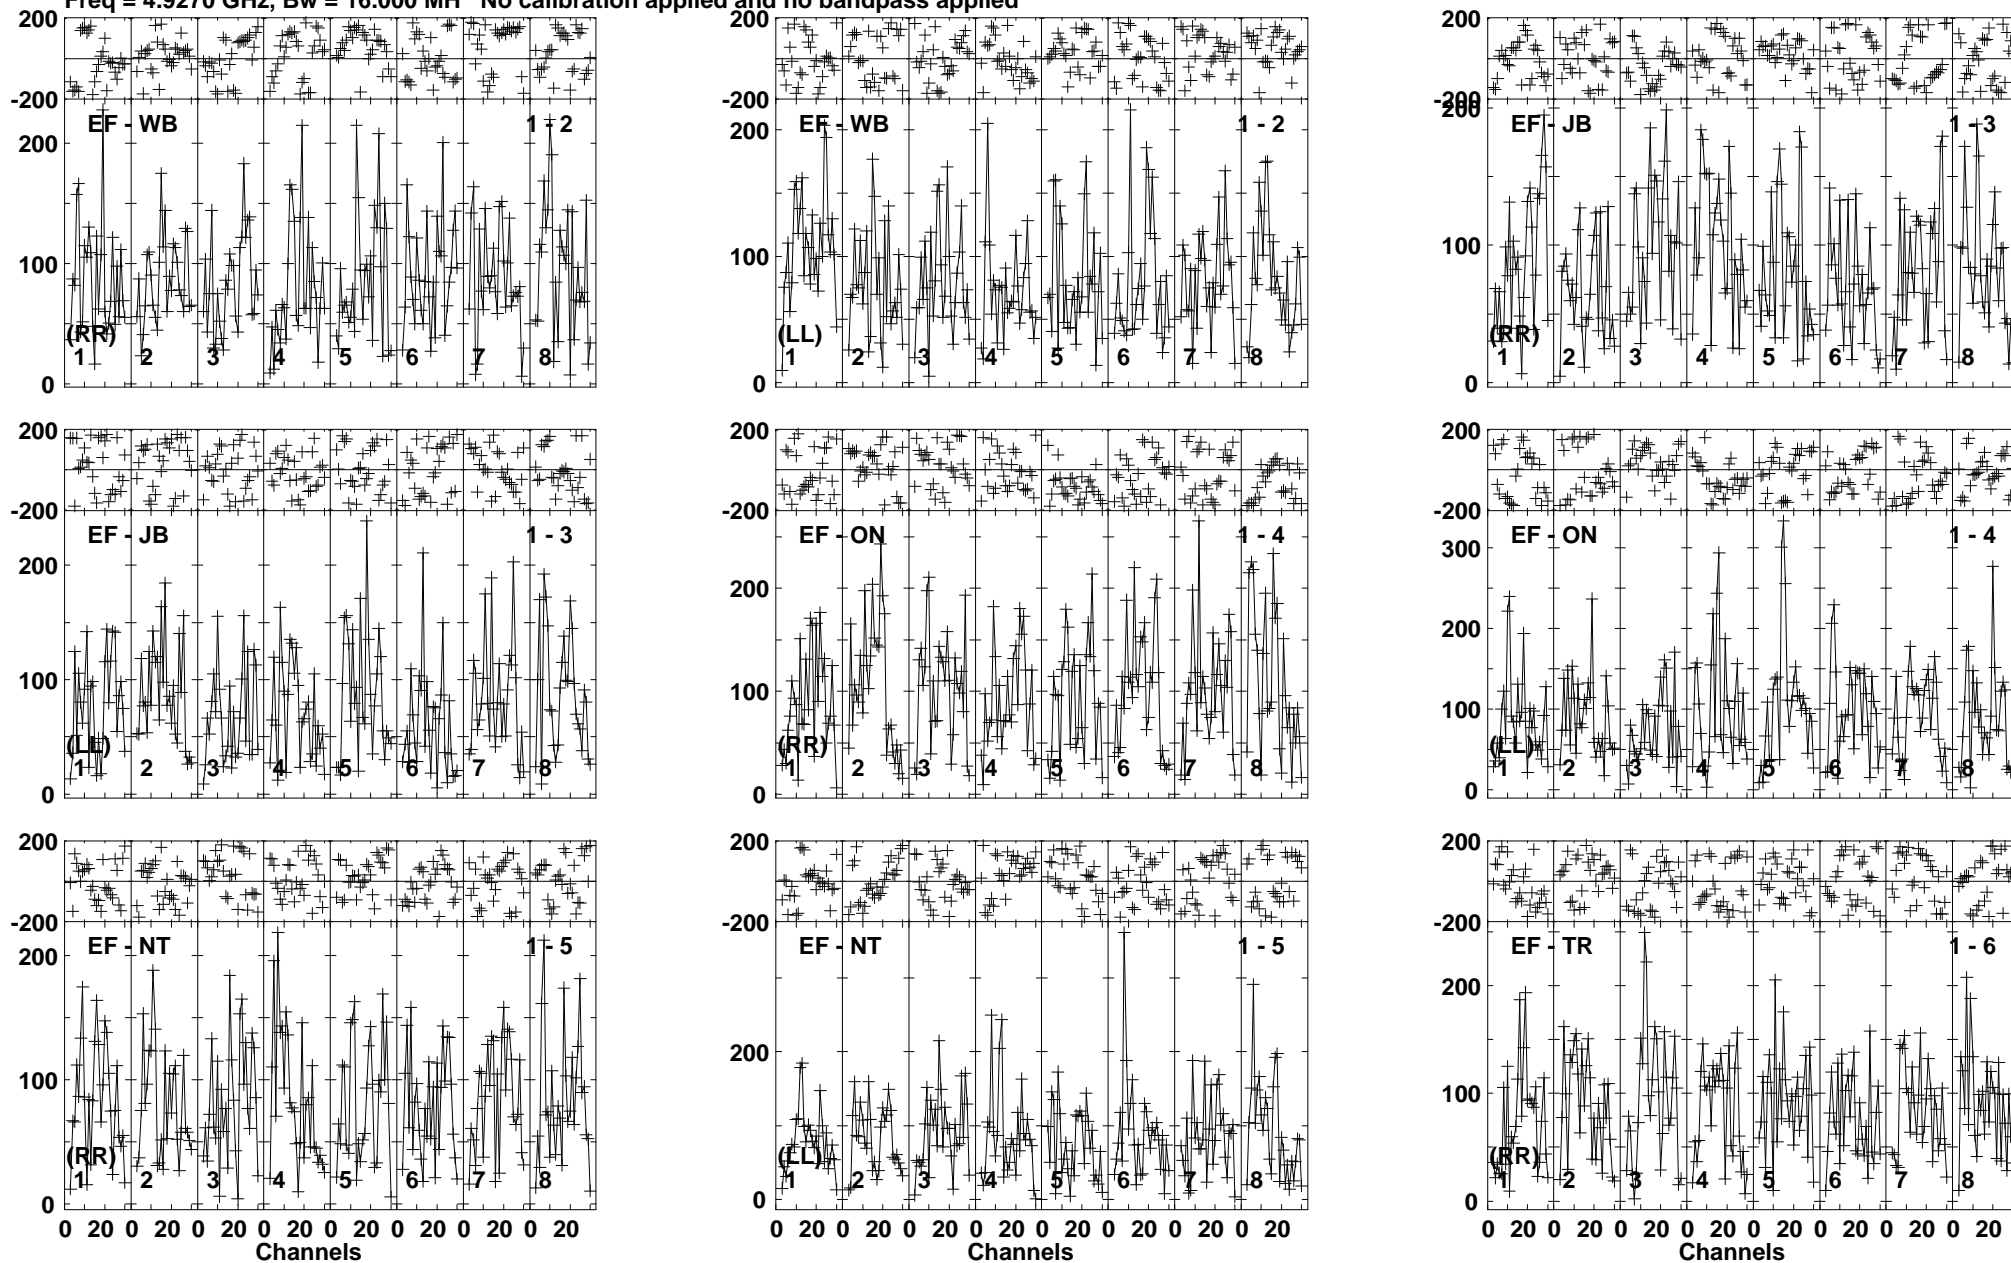 Freq = 4.9270 GHz, Bw = 16.000 MH No calibration applied and no bandpass applied
200 200 200
-200 -200 -200
EF - WB 1 - 2 EF - WB 1 - 2 EF - JB 1 - 3
200 200 200
100 100 100
(RR) (LL) (RR)
1 2 3 4 5 6 7 8 1 2 3 4 5 6 7 8 1 2 3 4 5 6 7 8
0 0 0
200 200 200
-200 -200 -200
EF - JB 1 - 3 EF - ON 1 - 4 EF - ON 1 - 4
300
200 200 200
100 100 100
(LL) (RR) (LL)
1 2 3 4 5 6 7 8 1 2 3 4 5 6 7 8 1 2 3 4 5 6 7 8
0 0 0
200 200 200
-200 -200 -200
EF - NT 1 - 5 EF - NT 1 - 5 EF - TR 1 - 6
200 200 200
100 100
(RR) (LL) (RR)
1 2 3 4 5 6 7 8 1 2 3 4 5 6 7 8 1 2 3 4 5 6 7 8
0 0 0
0 20 0 20 0 20 0 20 0 20 0 20 0 20 0 20 0 20 0 20 0 20 0 20 0 20 0 20 0 20 0 20 0 20 0 20 0 20 0 20 0 20 0 20 0 20 0 20
Channels Channels Channels